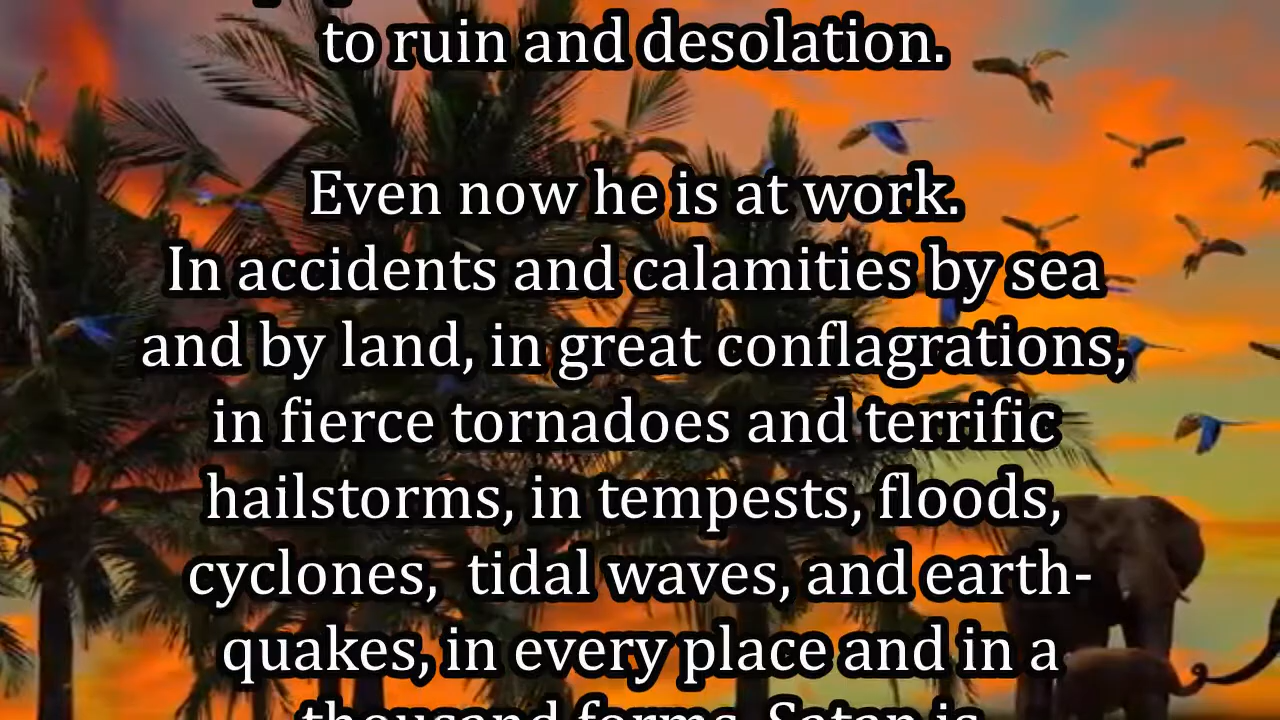 to ruin and desolation.
Even now he is at work.
In accidents and calamities by sea
and by land, in great conflagrations,
in fierce tornadoes and terrific
hailstorms, in tempests, floods,
cyclones,  tidal waves, and earth-
quakes, in every place and in a
thousand forms, Satan is